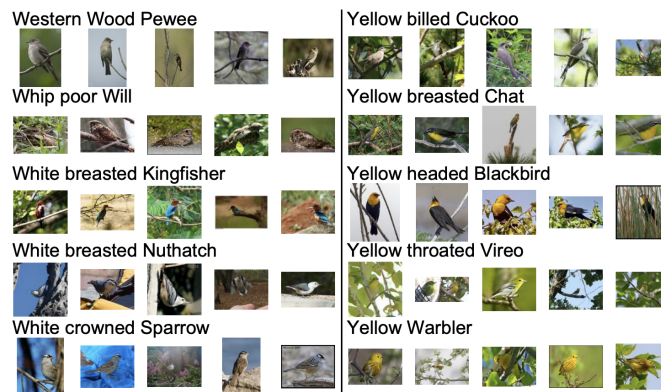 Western Wood Pewee
Whip poor Will
White breasted Kingfisher
White breasted Nuthatch
White crowned Sparrow
Yellow billed Cuckoo
Yellow breasted Chat
Yellow headed Blackbird
Yellow throated Vireo
Yellow Warbler